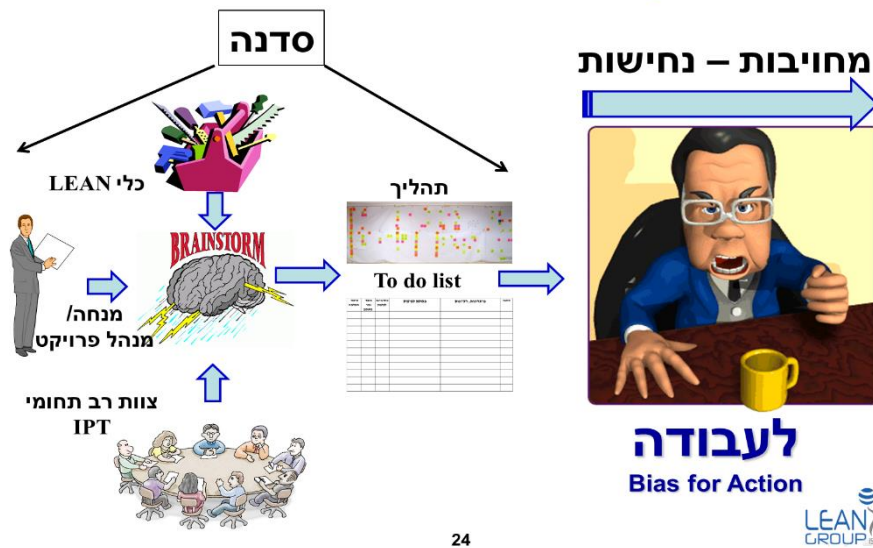 סדנה
מחויבות – נחישות
כלי LEAN
תהליך
BRAINSTORM
To do list
מנחה/
מנהל פרויקט
צוות רב תחומי
IPT
לעבודה
Bias for Action
24
LEAN
GROUP